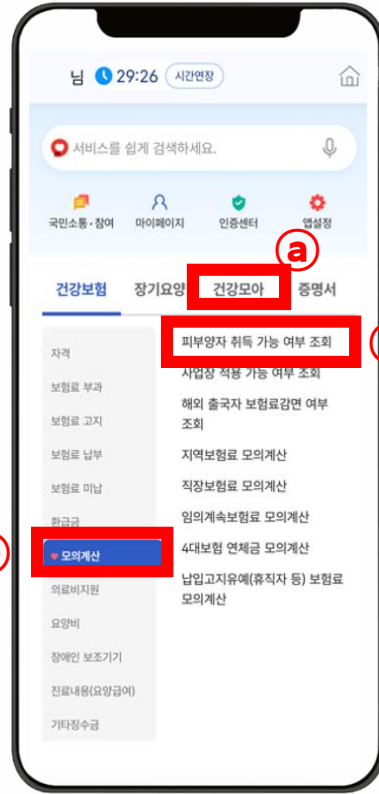 님 29:26 시간연장
서비스를 쉽게 검색하세요.
국민소통·참여 마이페이지 인증센터 앱설정
ⓐ
건강보험 장기요양 건강모아 증명서
자격
보험료 부과
보험료 고지
보험료 납부
보험료 미납
환급금
모의계산
의료비지원
요양비
장애인 보조기기
진료내용(요양급여)
기타징수금
피부양자 취득 가능 여부 조회
사업장 적용 가능 여부 조회
해외 출국자 보험료감면 여부
조회
지역보험료 모의계산
직장보험료 모의계산
임의계속보험료 모의계산
4대보험 연체금 모의계산
납입고지유예(휴직자 등) 보험료
모의계산